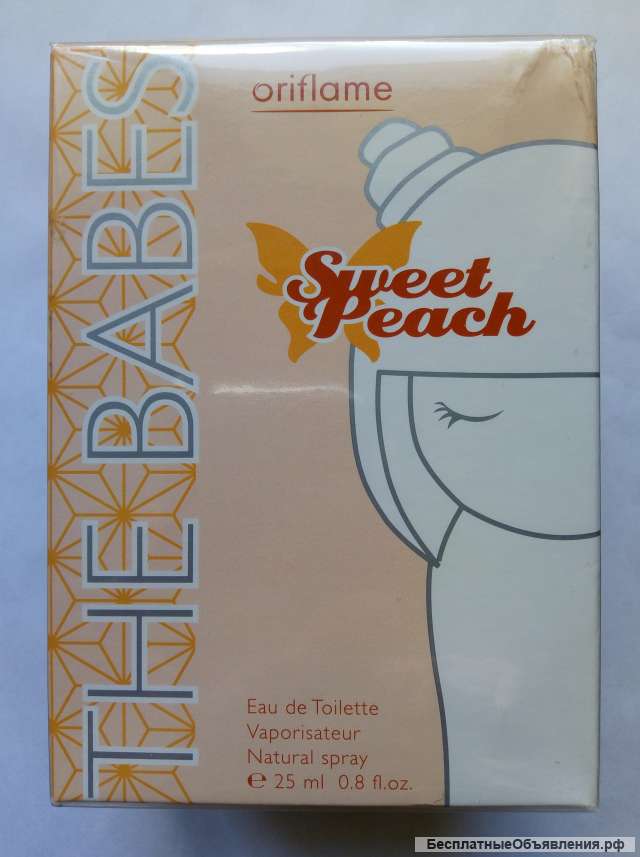 oriflame
THE BABES
Sweet
Peach
Eau de Toilette
Vaporisateur
Natural spray
℮ 25 ml 0.8 fl.oz.
БесплатныеОбъявления.рф